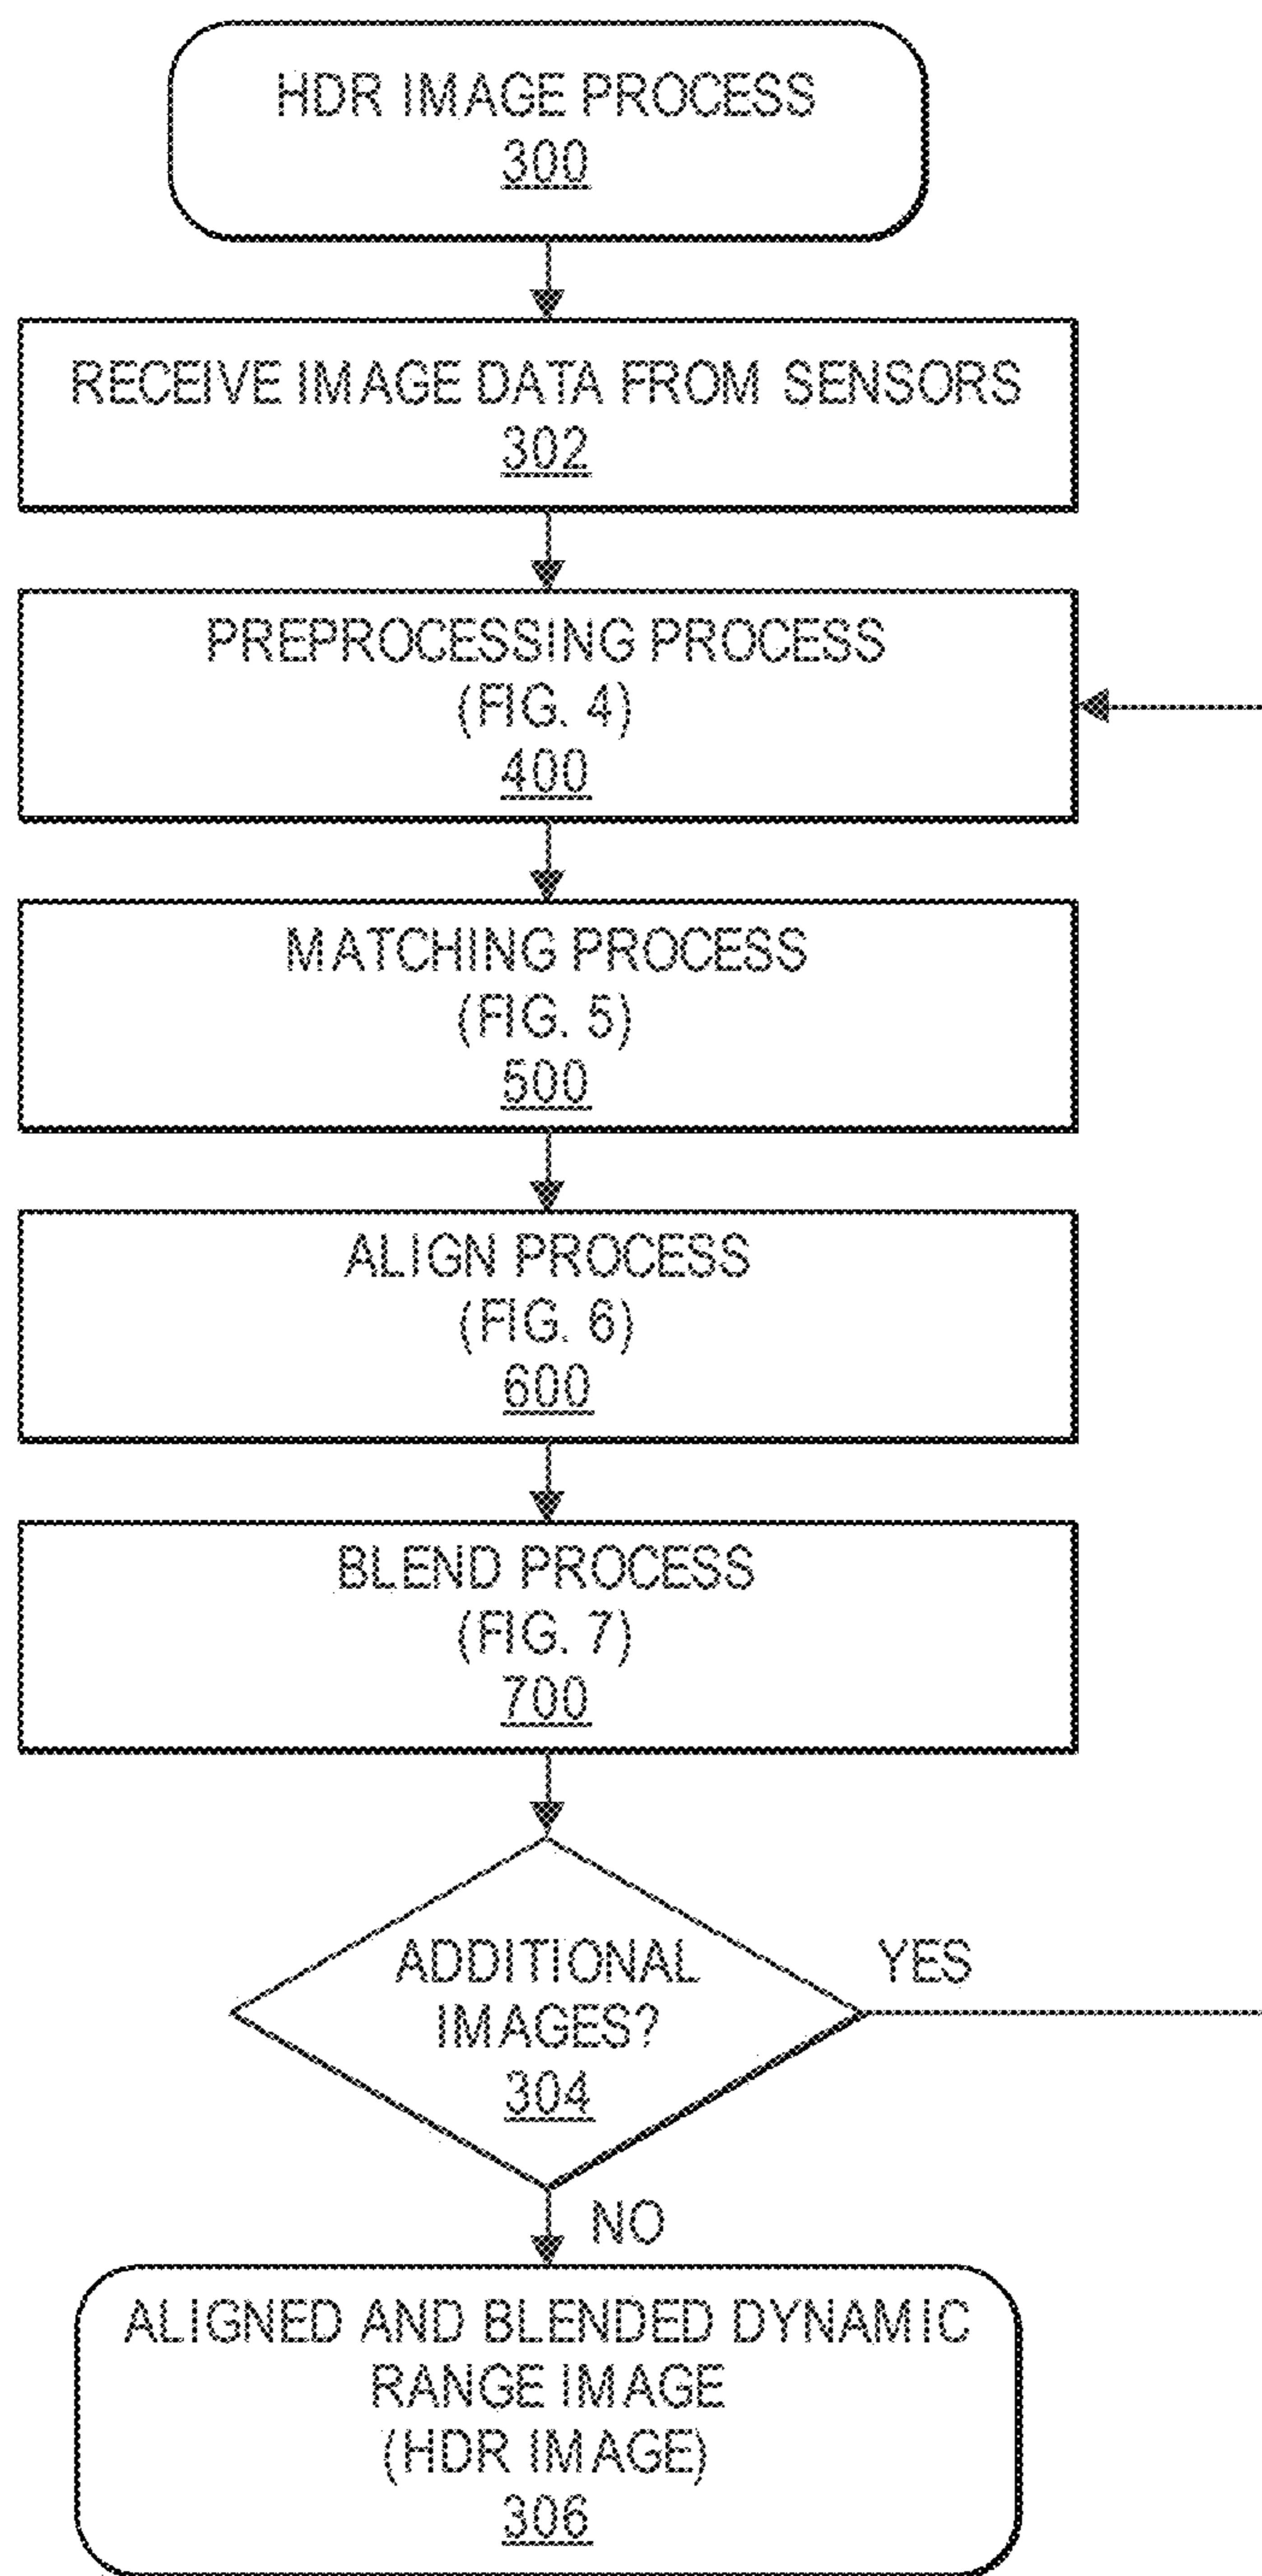 HDR IMAGE PROCESS
300
RECEIVE IMAGE DATA FROM SENSORS
302
PREPROCESSING PROCESS
(FIG. 4)
400
MATCHING PROCESS
(FIG. 5)
500
ALIGN PROCESS
(FIG. 6)
600
BLEND PROCESS
(FIG. 7)
700
ADDITIONAL
IMAGES?
304
YES
NO
ALIGNED AND BLENDED DYNAMIC
RANGE IMAGE
(HDR IMAGE)
306